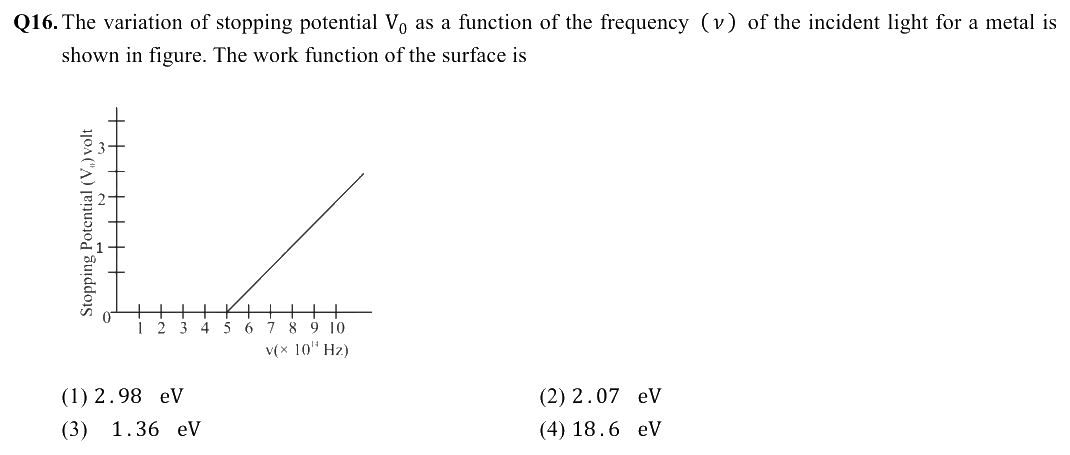 Q16. The variation of stopping potential V₀ as a function of the frequency (ν) of the incident light for a metal is
shown in figure. The work function of the surface is
Stopping Potential (V₀) volt
3
2
1
0
1 2 3 4 5 6 7 8 9 10
ν(× 10¹⁴ Hz)
(1) 2.98 eV
(2) 2.07 eV
(3) 1.36 eV
(4) 18.6 eV